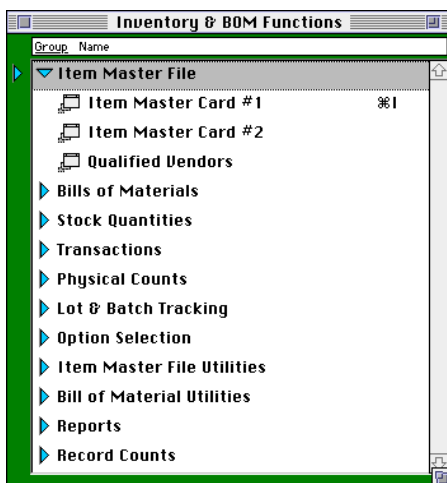 Inventory & BOM Functions
Group Name
Item Master File
Item Master Card #1 ⌘I
Item Master Card #2
Qualified Vendors
Bills of Materials
Stock Quantities
Transactions
Physical Counts
Lot & Batch Tracking
Option Selection
Item Master File Utilities
Bill of Material Utilities
Reports
Record Counts